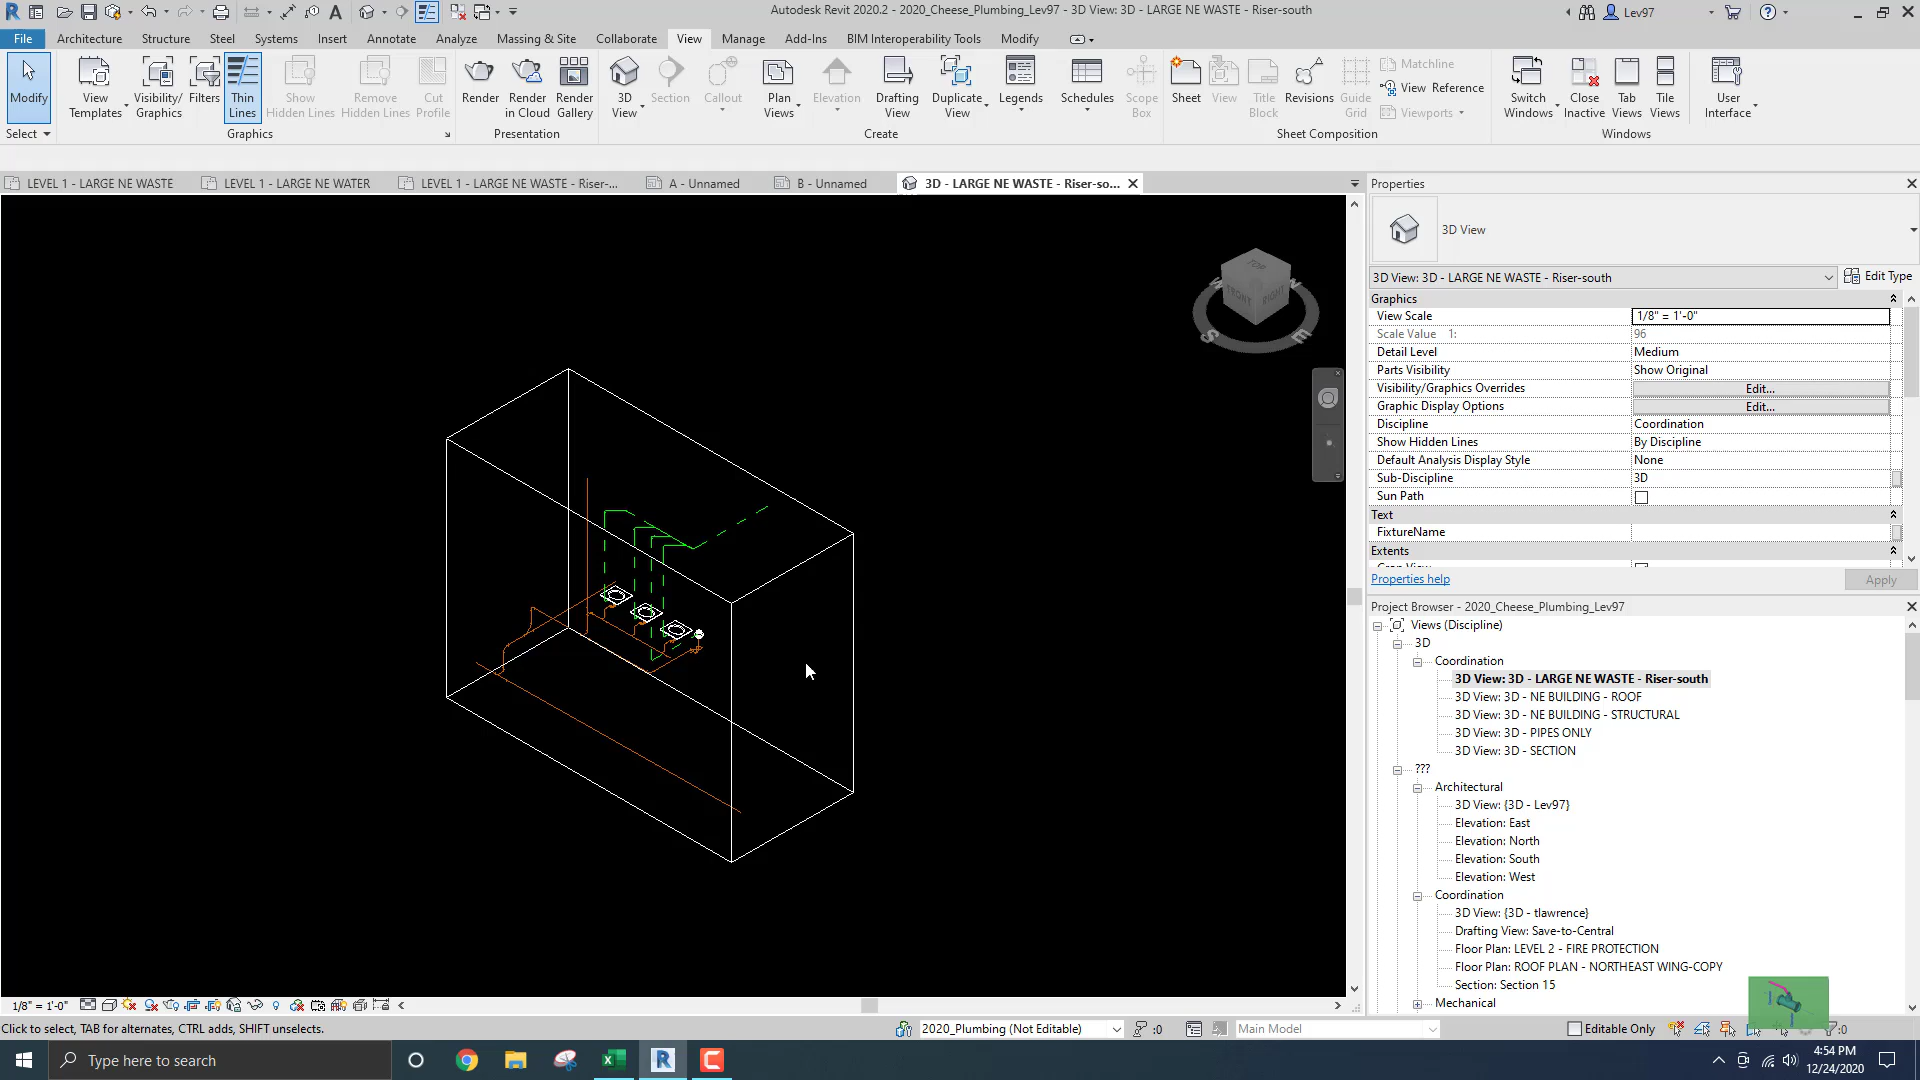 Autodesk Revit 2020.2 - 2020_Cheese_Plumbing_Lev97 - 3D View: 3D - LARGE NE WASTE - Riser-south
Lev97
File Architecture Structure Steel Systems Insert Annotate Analyze Massing & Site Collaborate View Manage Add-Ins BIM Interoperability Tools Modify
Modify
View Templates
Visibility/ Graphics
Filters
Thin Lines
Show Hidden Lines
Remove Hidden Lines
Cut Profile
Render
Render in Cloud
Render Gallery
3D View
Section
Callout
Plan Views
Elevation
Drafting View
Duplicate View
Legends
Schedules
Scope Box
Sheet
View
Title Block
Revisions
Guide Grid
Matchline
View Reference
Viewports
Switch Windows
Close Inactive
Tab Views
Tile Views
User Interface
Select Graphics Presentation Create Sheet Composition Windows
LEVEL 1 - LARGE NE WASTE
LEVEL 1 - LARGE NE WATER
LEVEL 1 - LARGE NE WASTE - Riser-...
A - Unnamed
B - Unnamed
3D - LARGE NE WASTE - Riser-so...
TOP
FRONT
RIGHT
S
E
Properties
3D View
3D View: 3D - LARGE NE WASTE - Riser-south Edit Type
Graphics
View Scale 1/8" = 1'-0"
Scale Value 1: 96
Detail Level Medium
Parts Visibility Show Original
Visibility/Graphics Overrides Edit...
Graphic Display Options Edit...
Discipline Coordination
Show Hidden Lines By Discipline
Default Analysis Display Style None
Sub-Discipline 3D
Sun Path
Text
FixtureName
Extents
Properties help Apply
Project Browser - 2020_Cheese_Plumbing_Lev97
Views (Discipline)
3D
Coordination
3D View: 3D - LARGE NE WASTE - Riser-south
3D View: 3D - NE BUILDING - ROOF
3D View: 3D - NE BUILDING - STRUCTURAL
3D View: 3D - PIPES ONLY
3D View: 3D - SECTION
???
Architectural
3D View: {3D - Lev97}
Elevation: East
Elevation: North
Elevation: South
Elevation: West
Coordination
3D View: {3D - tlawrence}
Drafting View: Save-to-Central
Floor Plan: LEVEL 2 - FIRE PROTECTION
Floor Plan: ROOF PLAN - NORTHEAST WING-COPY
Section: Section 15
Mechanical
1/8" = 1'-0"
Click to select, TAB for alternates, CTRL adds, SHIFT unselects.
2020_Plumbing (Not Editable)
:0
Main Model
Editable Only
:0
Type here to search
4:54 PM
12/24/2020